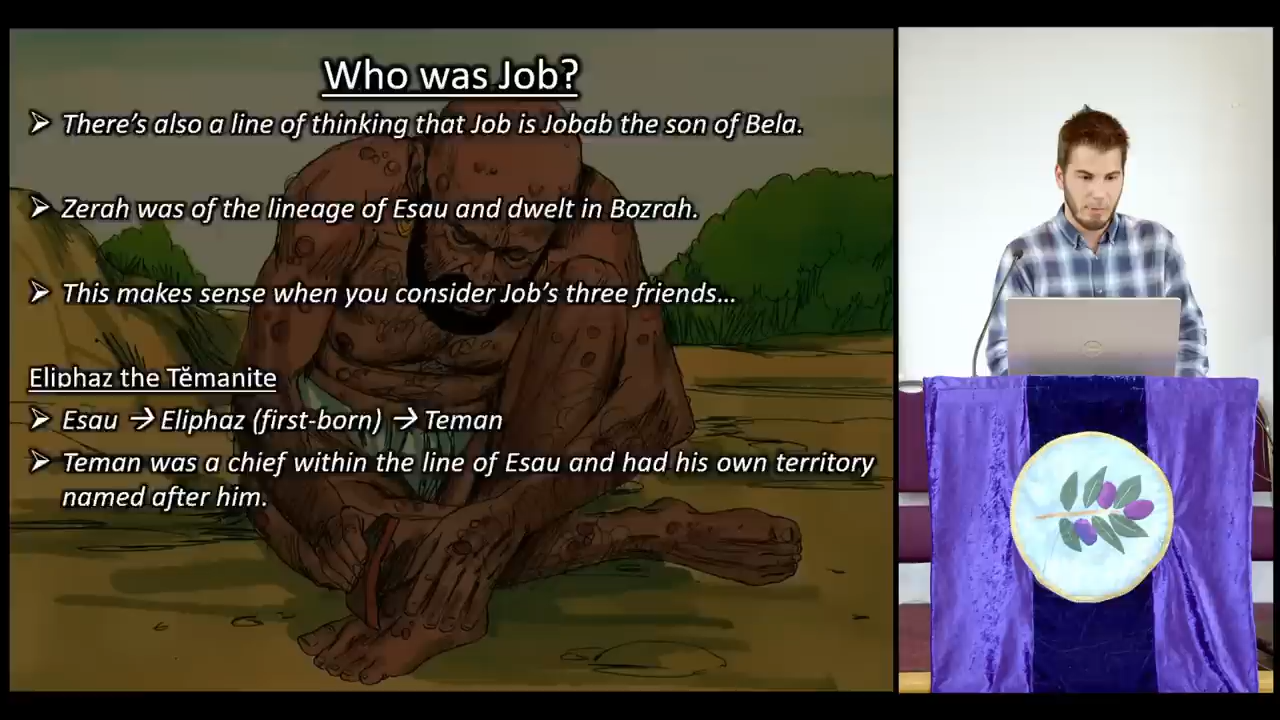 Who was Job?
➢ There's also a line of thinking that Job is Jobab the son of Bela.
➢ Zerah was of the lineage of Esau and dwelt in Bozrah.
➢ This makes sense when you consider Job's three friends...
Eliphaz the Tĕmanite
➢ Esau → Eliphaz (first-born) → Teman
➢ Teman was a chief within the line of Esau and had his own territory
named after him.